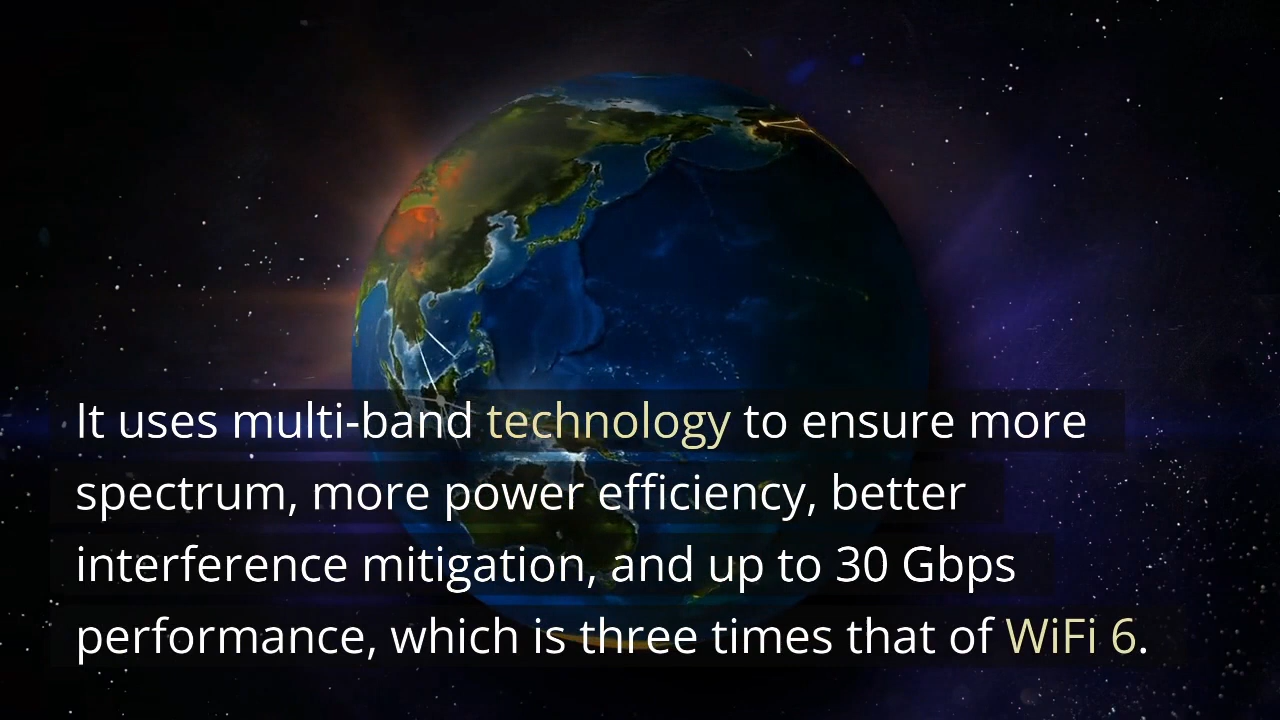 It uses multi-band technology to ensure more
spectrum, more power efficiency, better
interference mitigation, and up to 30 Gbps
performance, which is three times that of WiFi 6.